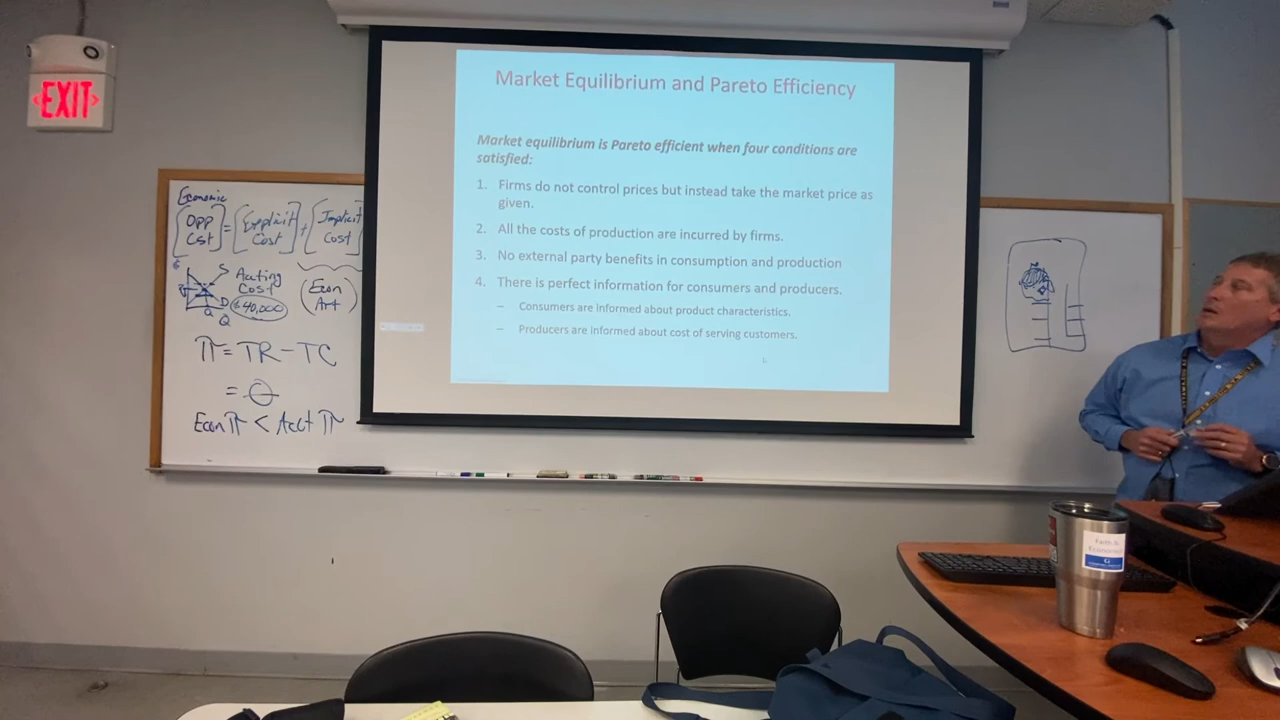 EXIT
Market Equilibrium and Pareto Efficiency
Market equilibrium is Pareto efficient when four conditions are
satisfied:
1. Firms do not control prices but instead take the market price as
given.
2. All the costs of production are incurred by firms.
3. No external party benefits in consumption and production
4. There is perfect information for consumers and producers.
– Consumers are informed about product characteristics.
– Producers are informed about cost of serving customers.
Economic
[Opp Cst] = [Explicit Cost] + [Implicit Cost]
S
D
Q
Q
Accting
Cost
$40,000
(Econ
Art)
π = TR - TC
=
Econ π < Acct π
Faith &
Economics